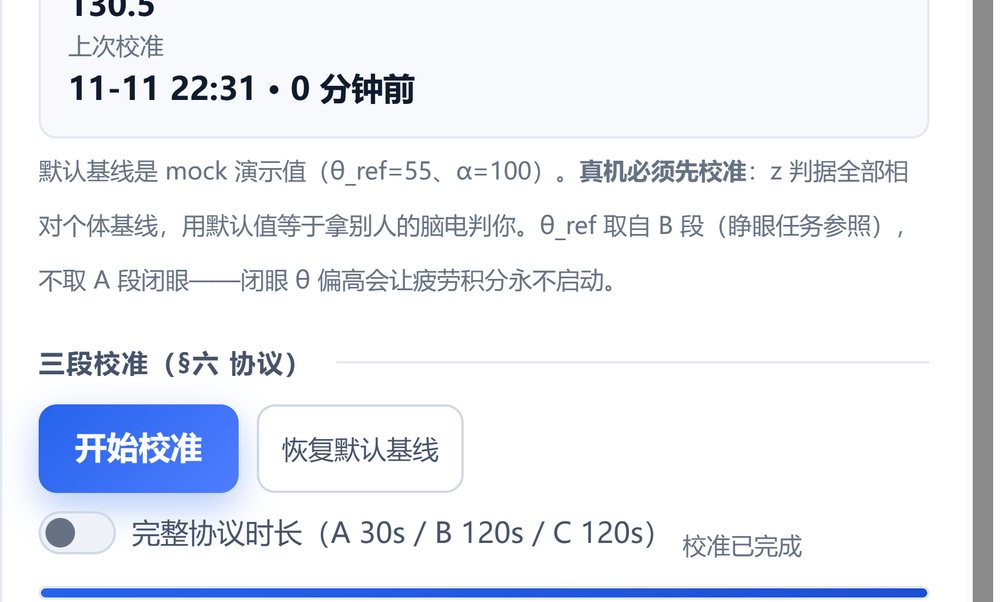 130.5
上次校准
11-11 22:31 • 0 分钟前
默认基线是 mock 演示值（θ_ref=55、α=100）。真机必须先校准：z 判据全部相
对个体基线，用默认值等于拿别人的脑电判你。θ_ref 取自 B 段（睁眼任务参照），
不取 A 段闭眼——闭眼 θ 偏高会让疲劳积分永不启动。
三段校准（§六 协议）
开始校准
恢复默认基线
完整协议时长（A 30s / B 120s / C 120s）
校准已完成